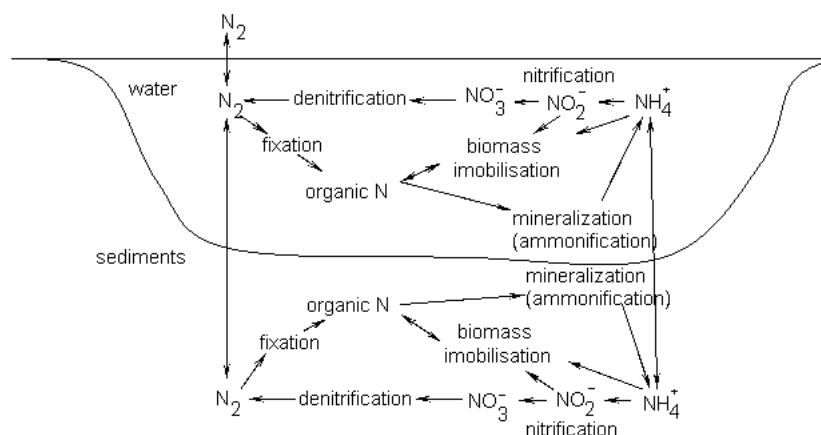 N2
nitrification
water
N2 denitrification NO3- NO2- NH4+
fixation
biomass
imobilisation
organic N
mineralization
(ammonification)
sediments
mineralization
(ammonification)
organic N
biomass
imobilisation
fixation
N2 denitrification NO3- NO2- NH4+
nitrification